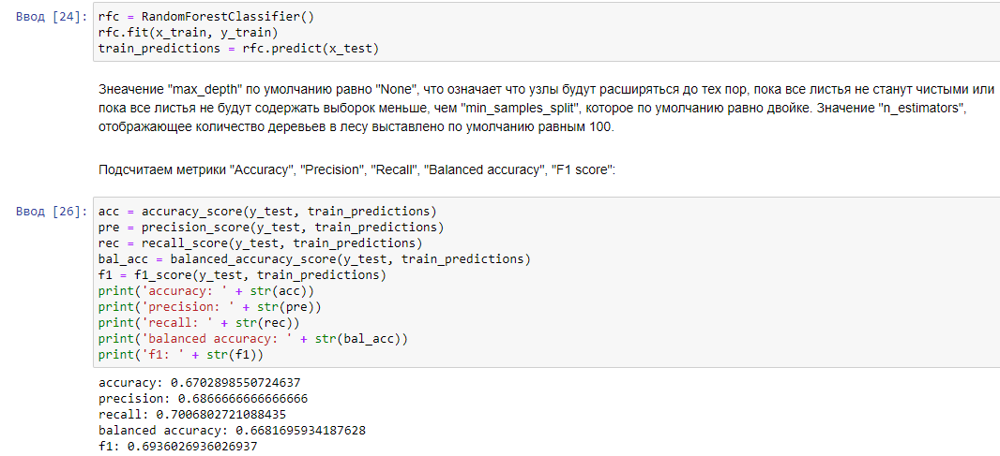 Ввод [24]: rfc = RandomForestClassifier()
rfc.fit(x_train, y_train)
train_predictions = rfc.predict(x_test)
Знеачение "max_depth" по умолчанию равно "None", что означает что узлы будут расширяться до тех пор, пока все листья не станут чистыми или
пока все листья не будут содержать выборок меньше, чем "min_samples_split", которое по умолчанию равно двойке. Значение "n_estimators",
отображающее количество деревьев в лесу выставлено по умолчанию равным 100.
Подсчитаем метрики "Accuracy", "Precision", "Recall", "Balanced accuracy", "F1 score":
Ввод [26]: acc = accuracy_score(y_test, train_predictions)
pre = precision_score(y_test, train_predictions)
rec = recall_score(y_test, train_predictions)
bal_acc = balanced_accuracy_score(y_test, train_predictions)
f1 = f1_score(y_test, train_predictions)
print('accuracy: ' + str(acc))
print('precision: ' + str(pre))
print('recall: ' + str(rec))
print('balanced accuracy: ' + str(bal_acc))
print('f1: ' + str(f1))
accuracy: 0.6702898550724637
precision: 0.6866666666666666
recall: 0.7006802721088435
balanced accuracy: 0.6681695934187628
f1: 0.6936026936026937